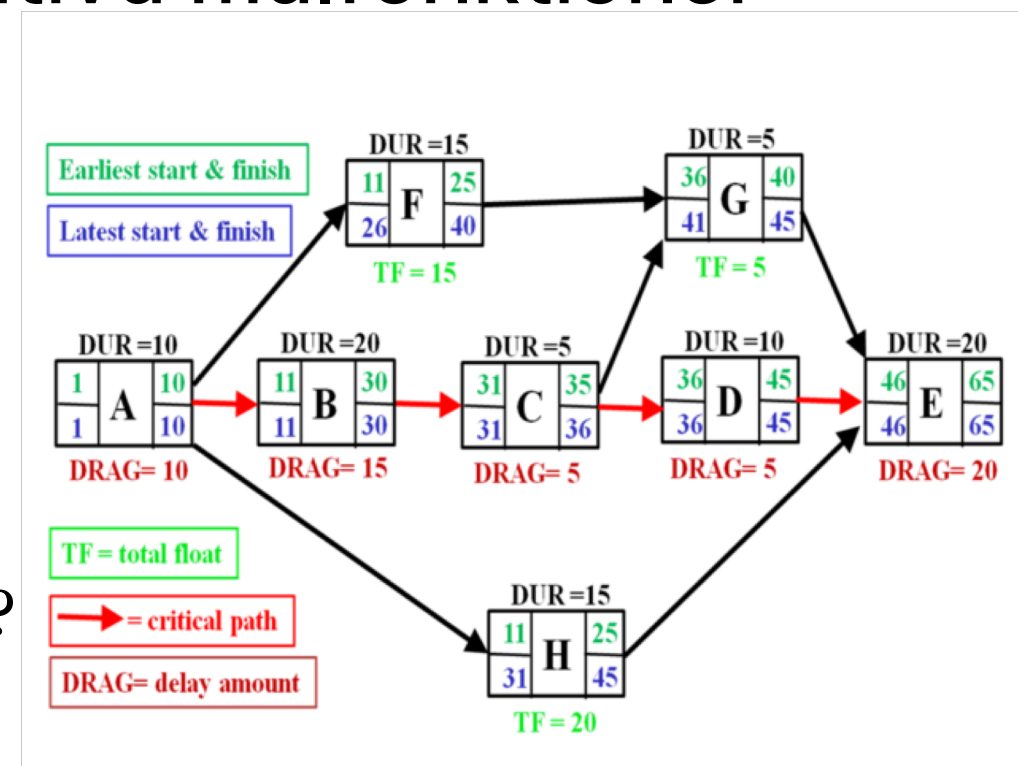 Earliest start & finish
Latest start & finish
DUR =15
11 F 25
26 40
TF = 15
DUR =5
36 G 40
41 45
TF = 5
DUR =10
1 A 10
1 10
DRAG= 10
DUR =20
11 B 30
11 30
DRAG= 15
DUR =5
31 C 35
31 36
DRAG= 5
DUR =10
36 D 45
36 45
DRAG= 5
DUR =20
46 E 65
46 65
DRAG= 20
TF = total float
?
= critical path
DRAG= delay amount
DUR =15
11 H 25
31 45
TF = 20